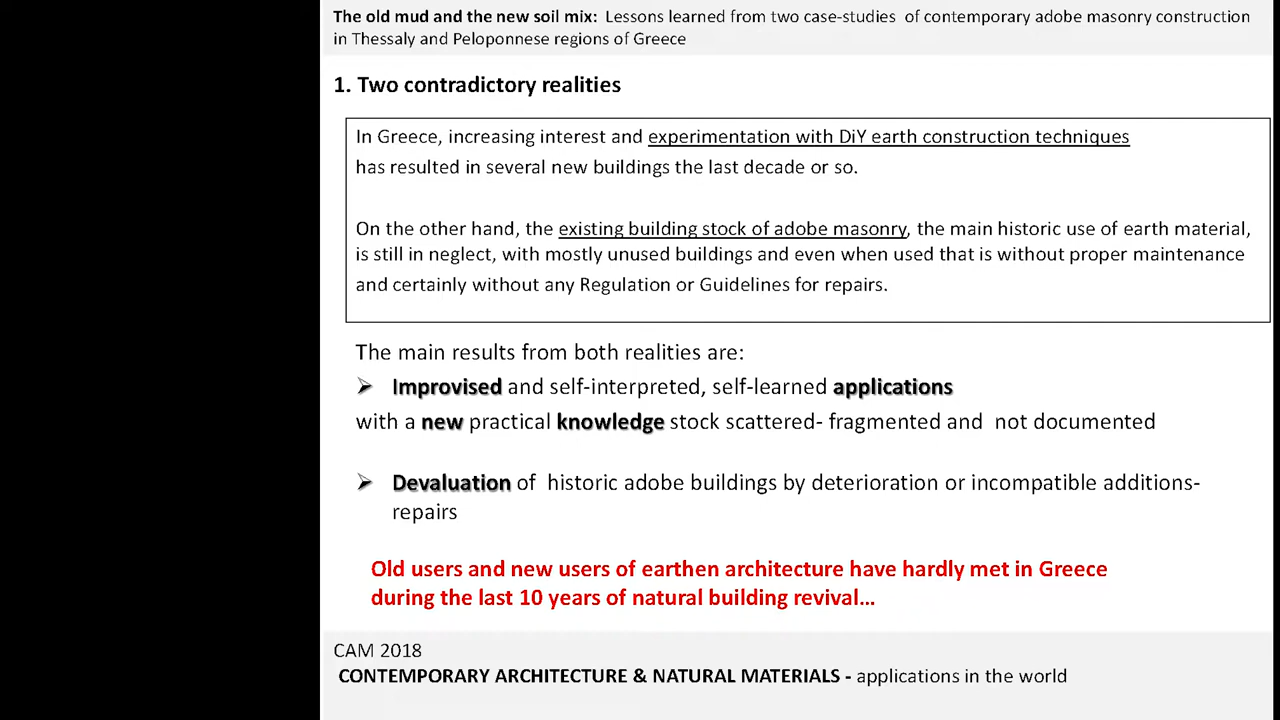 The old mud and the new soil mix: Lessons learned from two case-studies of contemporary adobe masonry construction
in Thessaly and Peloponnese regions of Greece
1. Two contradictory realities
In Greece, increasing interest and experimentation with DiY earth construction techniques
has resulted in several new buildings the last decade or so.
On the other hand, the existing building stock of adobe masonry, the main historic use of earth material,
is still in neglect, with mostly unused buildings and even when used that is without proper maintenance
and certainly without any Regulation or Guidelines for repairs.
The main results from both realities are:
➢ Improvised and self-interpreted, self-learned applications
with a new practical knowledge stock scattered- fragmented and not documented
➢ Devaluation of historic adobe buildings by deterioration or incompatible additions-
repairs
Old users and new users of earthen architecture have hardly met in Greece
during the last 10 years of natural building revival…
CAM 2018
CONTEMPORARY ARCHITECTURE & NATURAL MATERIALS - applications in the world